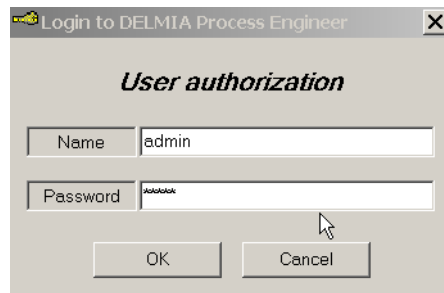 Login to DELMIA Process Engineer
User authorization
Name admin
Password *****
OK Cancel